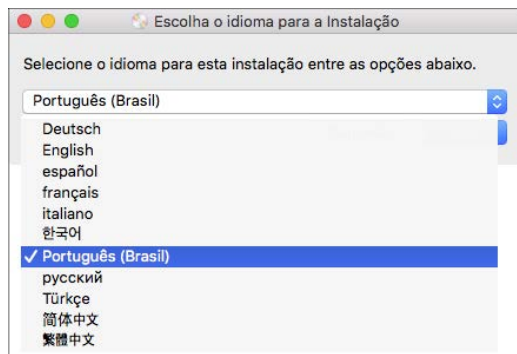 Escolha o idioma para a Instalação
Selecione o idioma para esta instalação entre as opções abaixo.
Português (Brasil)
Deutsch
English
español
français
italiano
한국어
✓ Português (Brasil)
русский
Türkçe
简体中文
繁體中文